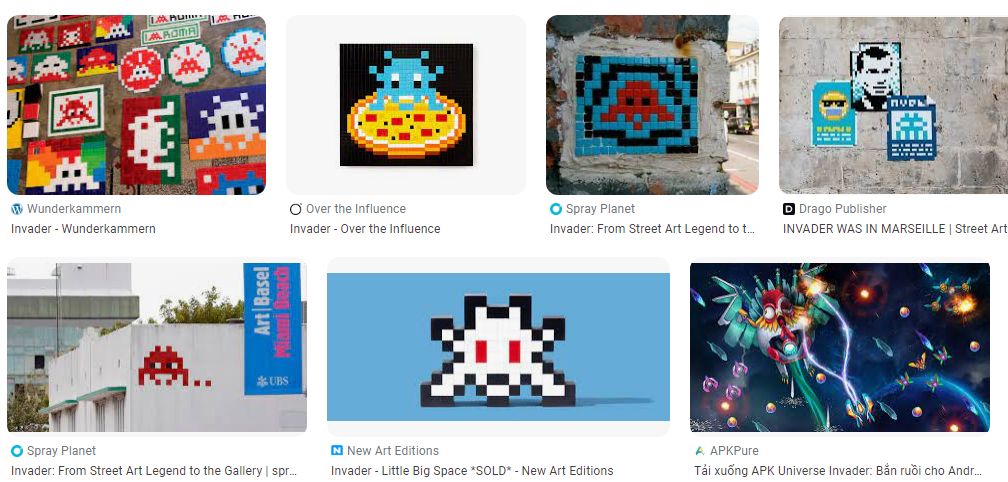 I ROMA
I ROMA
Wunderkammern
Over the Influence
Spray Planet
Drago Publisher
Invader - Wunderkammern
Invader - Over the Influence
Invader: From Street Art Legend to t...
INVADER WAS IN MARSEILLE | Street Art
Art Basel
Miami Beach
UBS
Spray Planet
New Art Editions
APKPure
Invader: From Street Art Legend to the Gallery | spr...
Invader - Little Big Space *SOLD* - New Art Editions
Tải xuống APK Universe Invader: Bắn ruồi cho Andr...